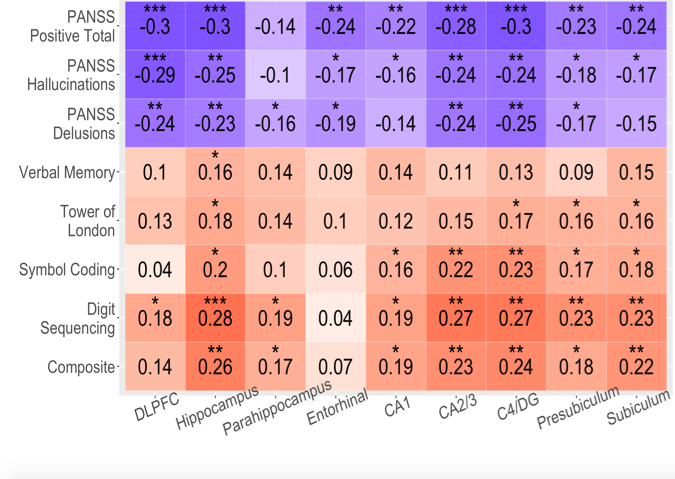 PANSS
Positive Total
*** *** ** ** ** *** ** **
-0.3 -0.3 -0.14 -0.24 -0.22 -0.28 -0.3 -0.23 -0.24
PANSS
Hallucinations
*** ** * * ** ** * *
-0.29 -0.25 -0.1 -0.17 -0.16 -0.24 -0.24 -0.18 -0.17
PANSS
Delusions
** ** * * ** ** *
-0.24 -0.23 -0.16 -0.19 -0.14 -0.24 -0.25 -0.17 -0.15
*
Verbal Memory 0.1 0.16 0.14 0.09 0.14 0.11 0.13 0.09 0.15
Tower of
London
* * * *
0.13 0.18 0.14 0.1 0.12 0.15 0.17 0.16 0.16
* * ** ** * *
Symbol Coding 0.04 0.2 0.1 0.06 0.16 0.22 0.23 0.17 0.18
Digit
Sequencing
* *** * * ** ** ** **
0.18 0.28 0.19 0.04 0.19 0.27 0.27 0.23 0.23
** * * ** ** * **
Composite 0.14 0.26 0.17 0.07 0.19 0.23 0.24 0.18 0.22
DLPFC Hippocampus Parahippocampus Entorhinal CA1 CA2/3 C4/DG Presubiculum Subiculum